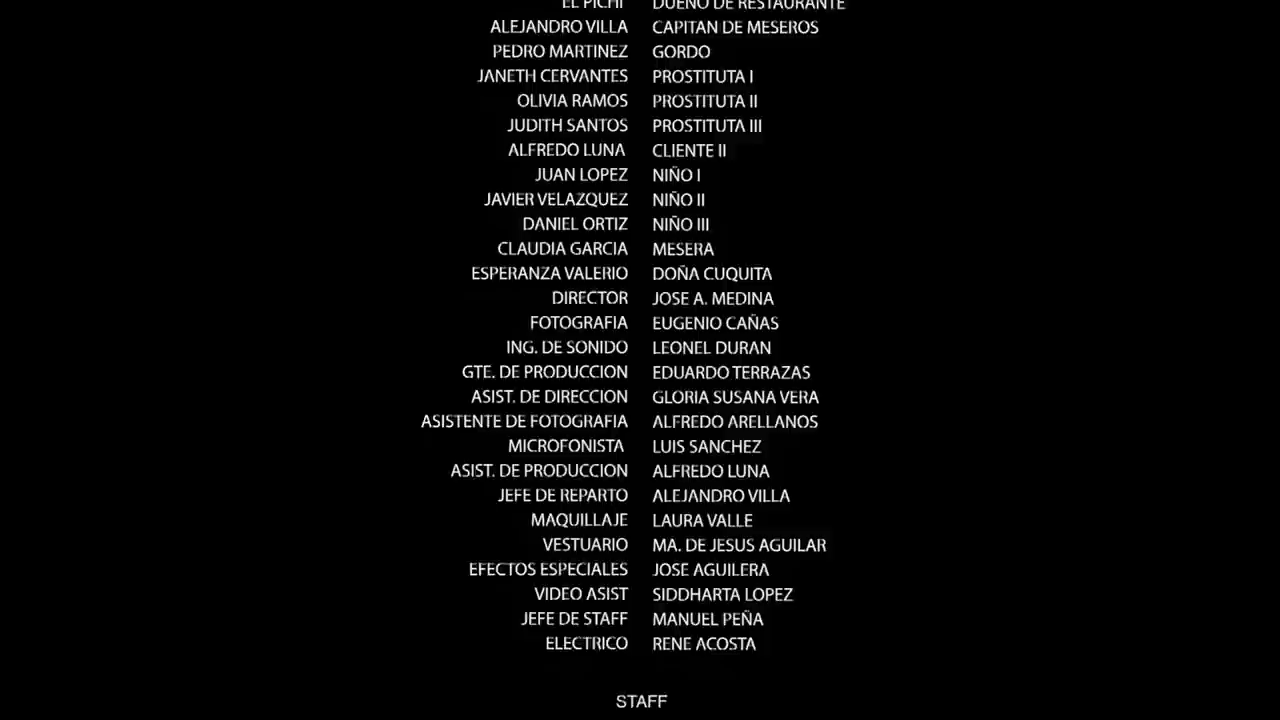 EL PICHI DUEÑO DE RESTAURANTE
ALEJANDRO VILLA CAPITAN DE MESEROS
PEDRO MARTINEZ GORDO
JANETH CERVANTES PROSTITUTA I
OLIVIA RAMOS PROSTITUTA II
JUDITH SANTOS PROSTITUTA III
ALFREDO LUNA CLIENTE II
JUAN LOPEZ NIÑO I
JAVIER VELAZQUEZ NIÑO II
DANIEL ORTIZ NIÑO III
CLAUDIA GARCIA MESERA
ESPERANZA VALERIO DOÑA CUQUITA
DIRECTOR JOSE A. MEDINA
FOTOGRAFIA EUGENIO CAÑAS
ING. DE SONIDO LEONEL DURAN
GTE. DE PRODUCCION EDUARDO TERRAZAS
ASIST. DE DIRECCION GLORIA SUSANA VERA
ASISTENTE DE FOTOGRAFIA ALFREDO ARELLANOS
MICROFONISTA LUIS SANCHEZ
ASIST. DE PRODUCCION ALFREDO LUNA
JEFE DE REPARTO ALEJANDRO VILLA
MAQUILLAJE LAURA VALLE
VESTUARIO MA. DE JESUS AGUILAR
EFECTOS ESPECIALES JOSE AGUILERA
VIDEO ASIST SIDDHARTA LOPEZ
JEFE DE STAFF MANUEL PEÑA
ELECTRICO RENE ACOSTA
STAFF